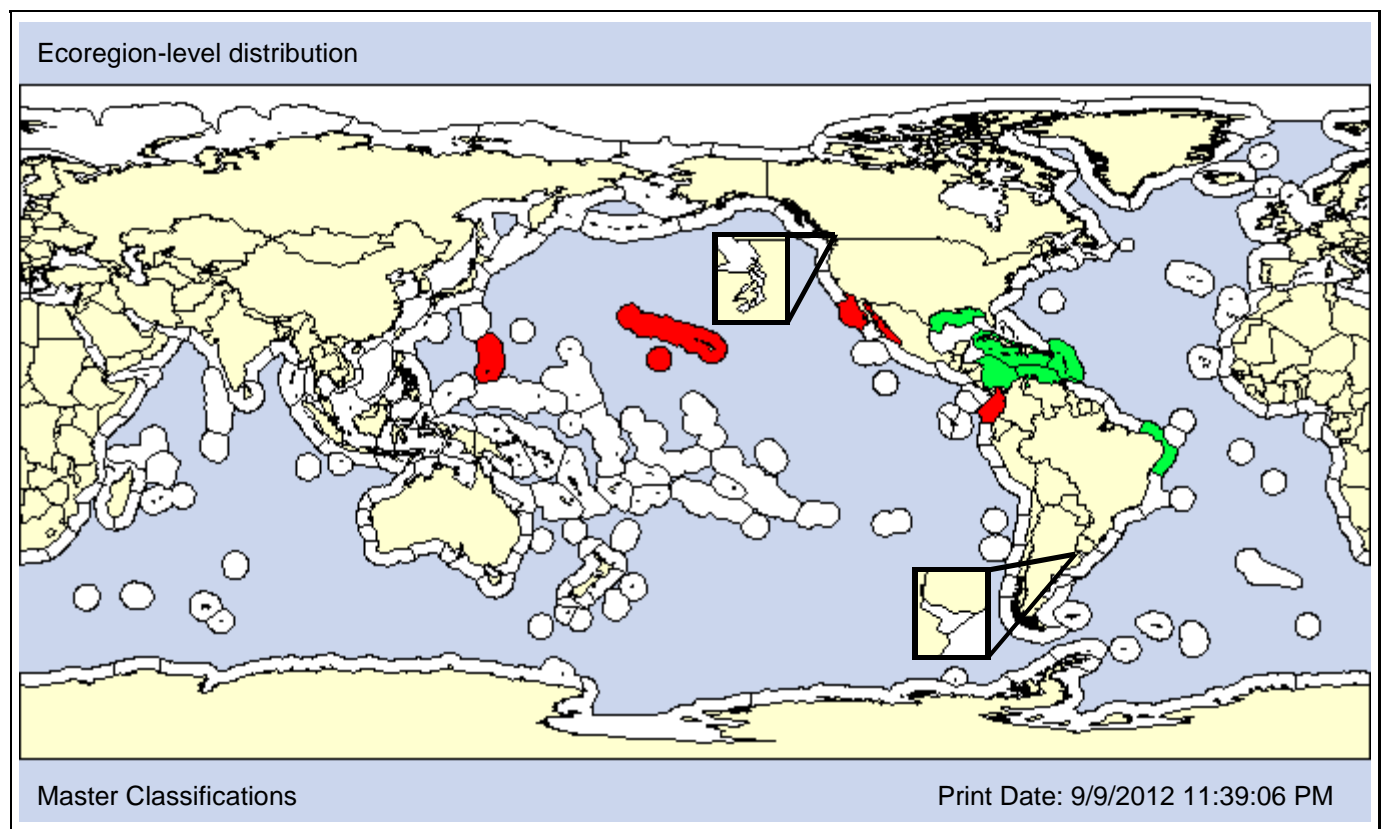 Ecoregion-level distribution
Master Classifications
Print Date: 9/9/2012 11:39:06 PM